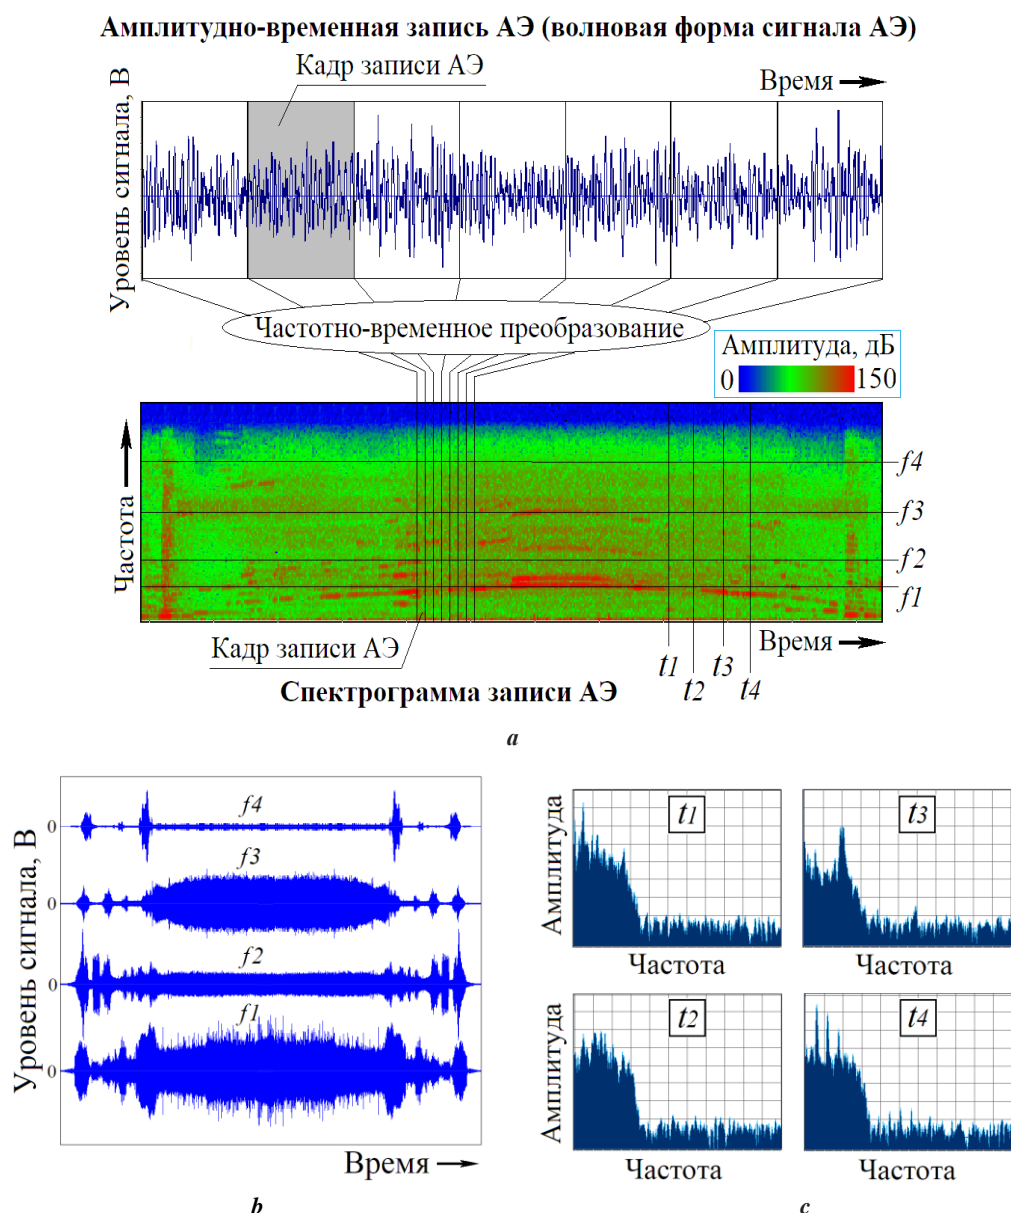 Амплитудно-временная запись АЭ (волновая форма сигнала АЭ)
Кадр записи АЭ
Время
Уровень сигнала, В
Частотно-временное преобразование
Амплитуда, дБ
0 150
Частота
f4
f3
f2
f1
Кадр записи АЭ
Время
t1 t2 t3 t4
Спектрограмма записи АЭ
a
Уровень сигнала, В
f4
0
f3
0
f2
0
f1
0
Время
b
Амплитуда
t1
Частота
t3
Частота
Амплитуда
t2
Частота
t4
Частота
c